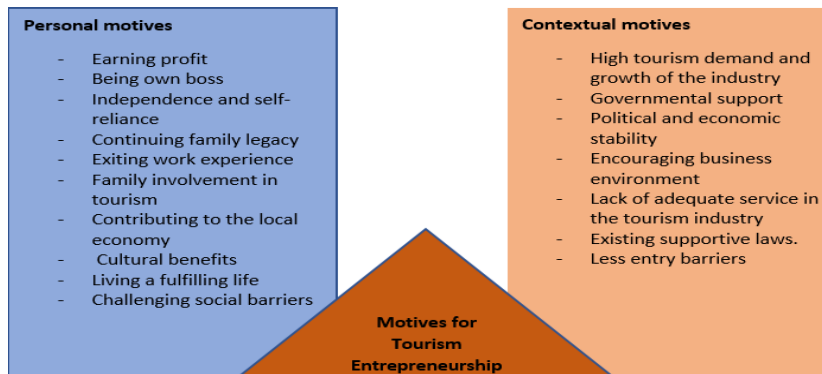 Personal motives
- Earning profit
- Being own boss
- Independence and self-
reliance
- Continuing family legacy
- Exiting work experience
- Family involvement in
tourism
- Contributing to the local
economy
- Cultural benefits
- Living a fulfilling life
- Challenging social barriers
Contextual motives
- High tourism demand and
growth of the industry
- Governmental support
- Political and economic
stability
- Encouraging business
environment
- Lack of adequate service in
the tourism industry
- Existing supportive laws.
- Less entry barriers
Motives for
Tourism
Entrepreneurship